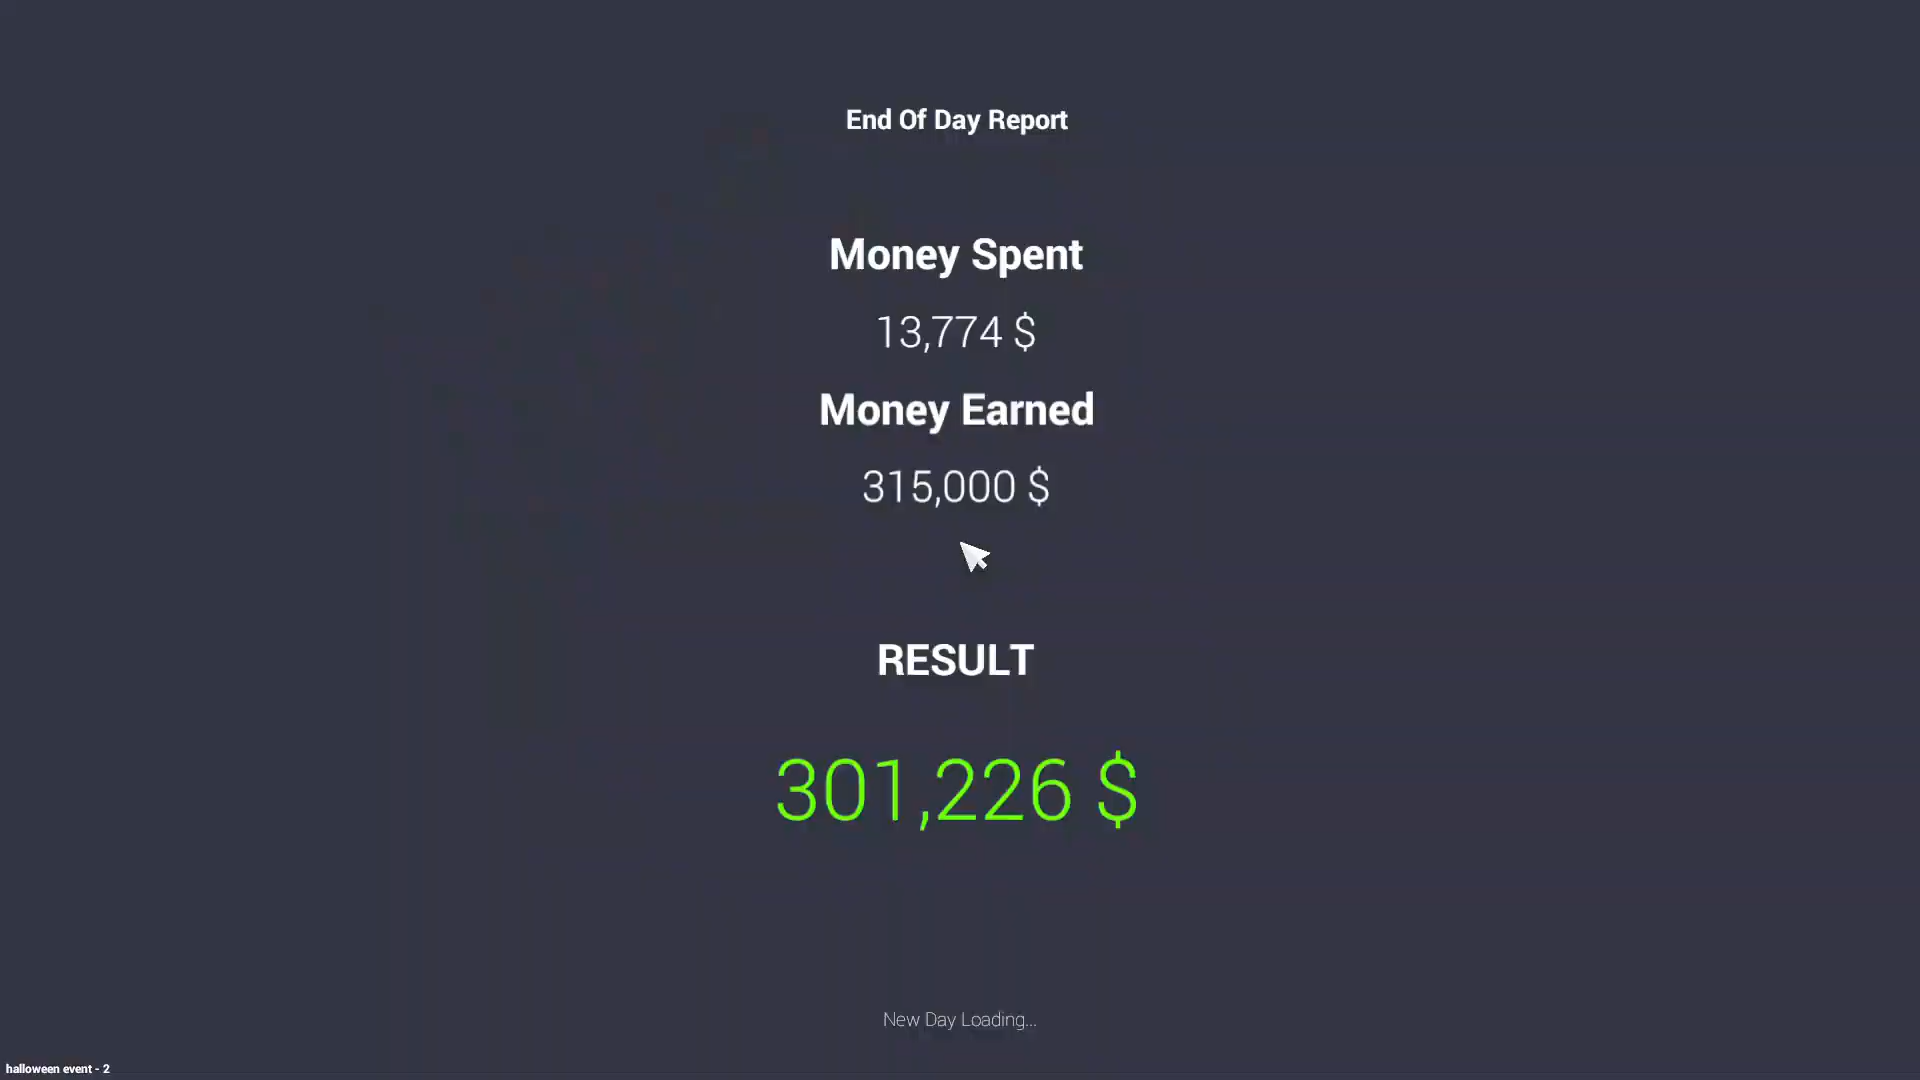 End Of Day Report
Money Spent
13,774 $
Money Earned
315,000 $
RESULT
301,226 $
New Day Loading...
halloween event - 2